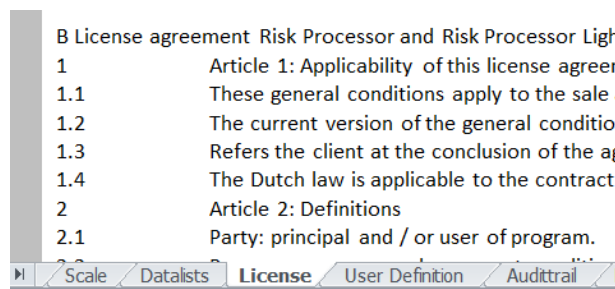 B License agreement Risk Processor and Risk Processor Ligh
1 Article 1: Applicability of this license agreer
1.1 These general conditions apply to the sale
1.2 The current version of the general conditio
1.3 Refers the client at the conclusion of the ag
1.4 The Dutch law is applicable to the contract
2 Article 2: Definitions
2.1 Party: principal and / or user of program.
Scale Datalists License User Definition Audittrail